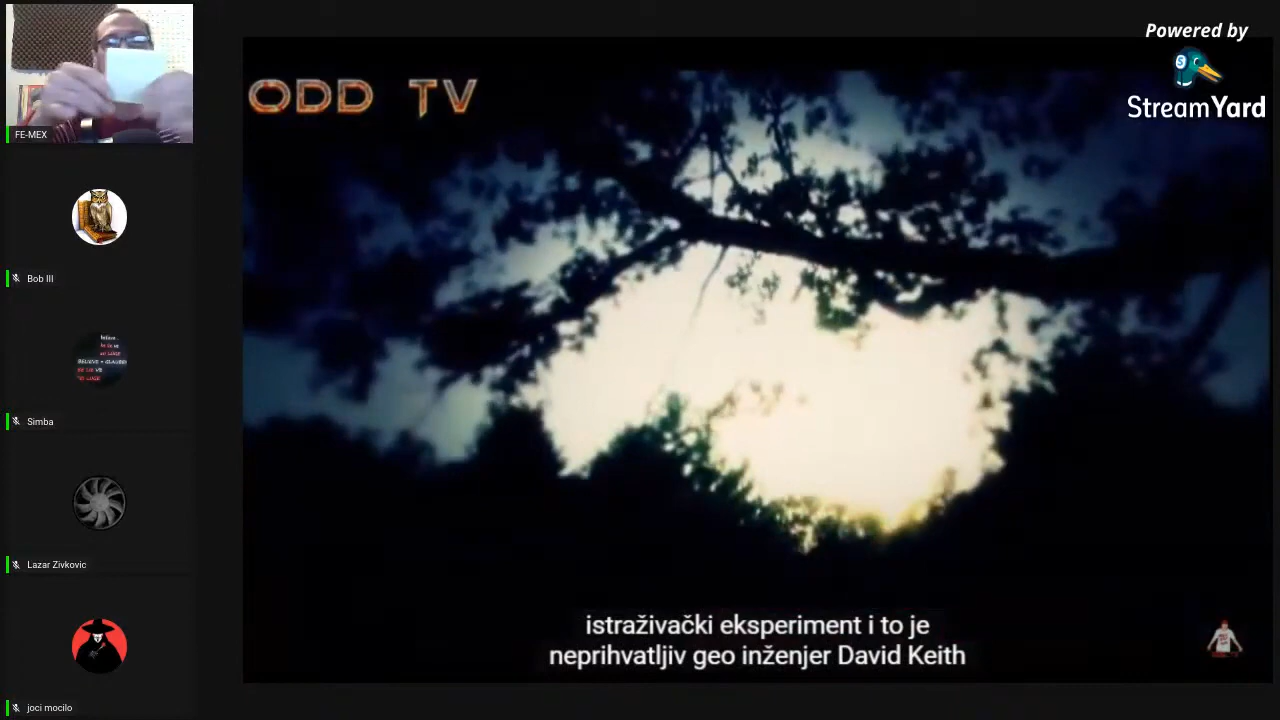 Powered by
StreamYard
ODD TV
FE-MEX
Bob III
Simba
Lazar Zivkovic
joci mocilo
istraživački eksperiment i to je
neprihvatljiv geo inženjer David Keith